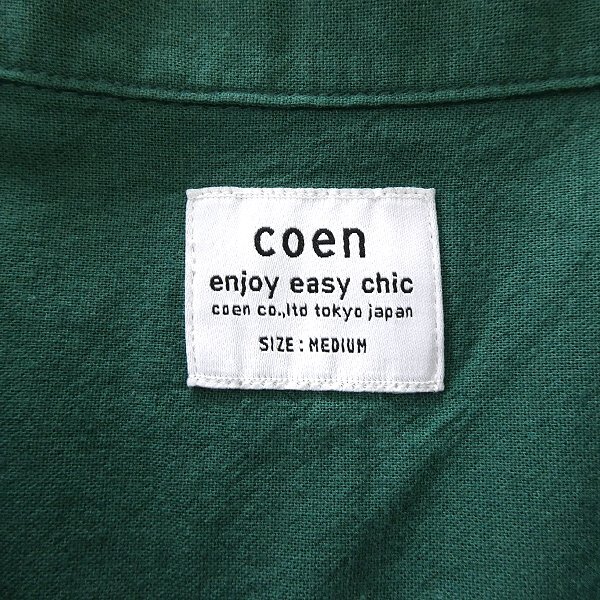 coen
enjoy easy chic
coen co.,ltd tokyo japan
SIZE : MEDIUM